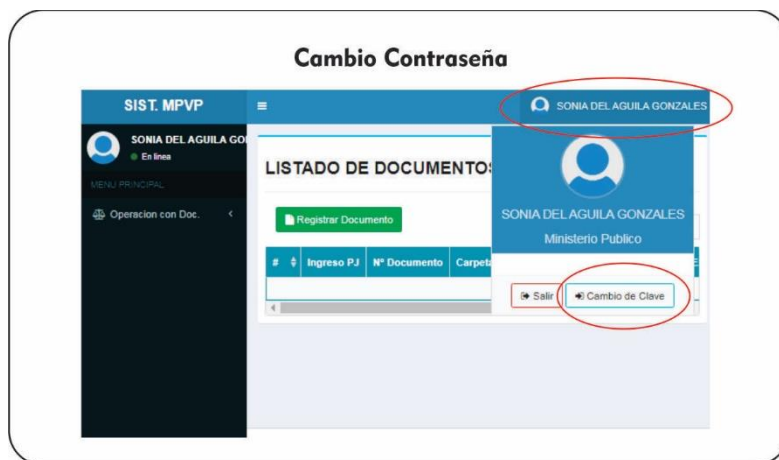 Cambio Contraseña
SIST. MPVP
SONIA DEL AGUILA GONZALES
SONIA DEL AGUILA GO
En linea
MENU PRINCIPAL
Operacion con Doc.
LISTADO DE DOCUMENTOS
Registrar Documento
# Ingreso PJ Nº Documento Carpeta
SONIA DEL AGUILA GONZALES
Ministerio Publico
Salir Cambio de Clave